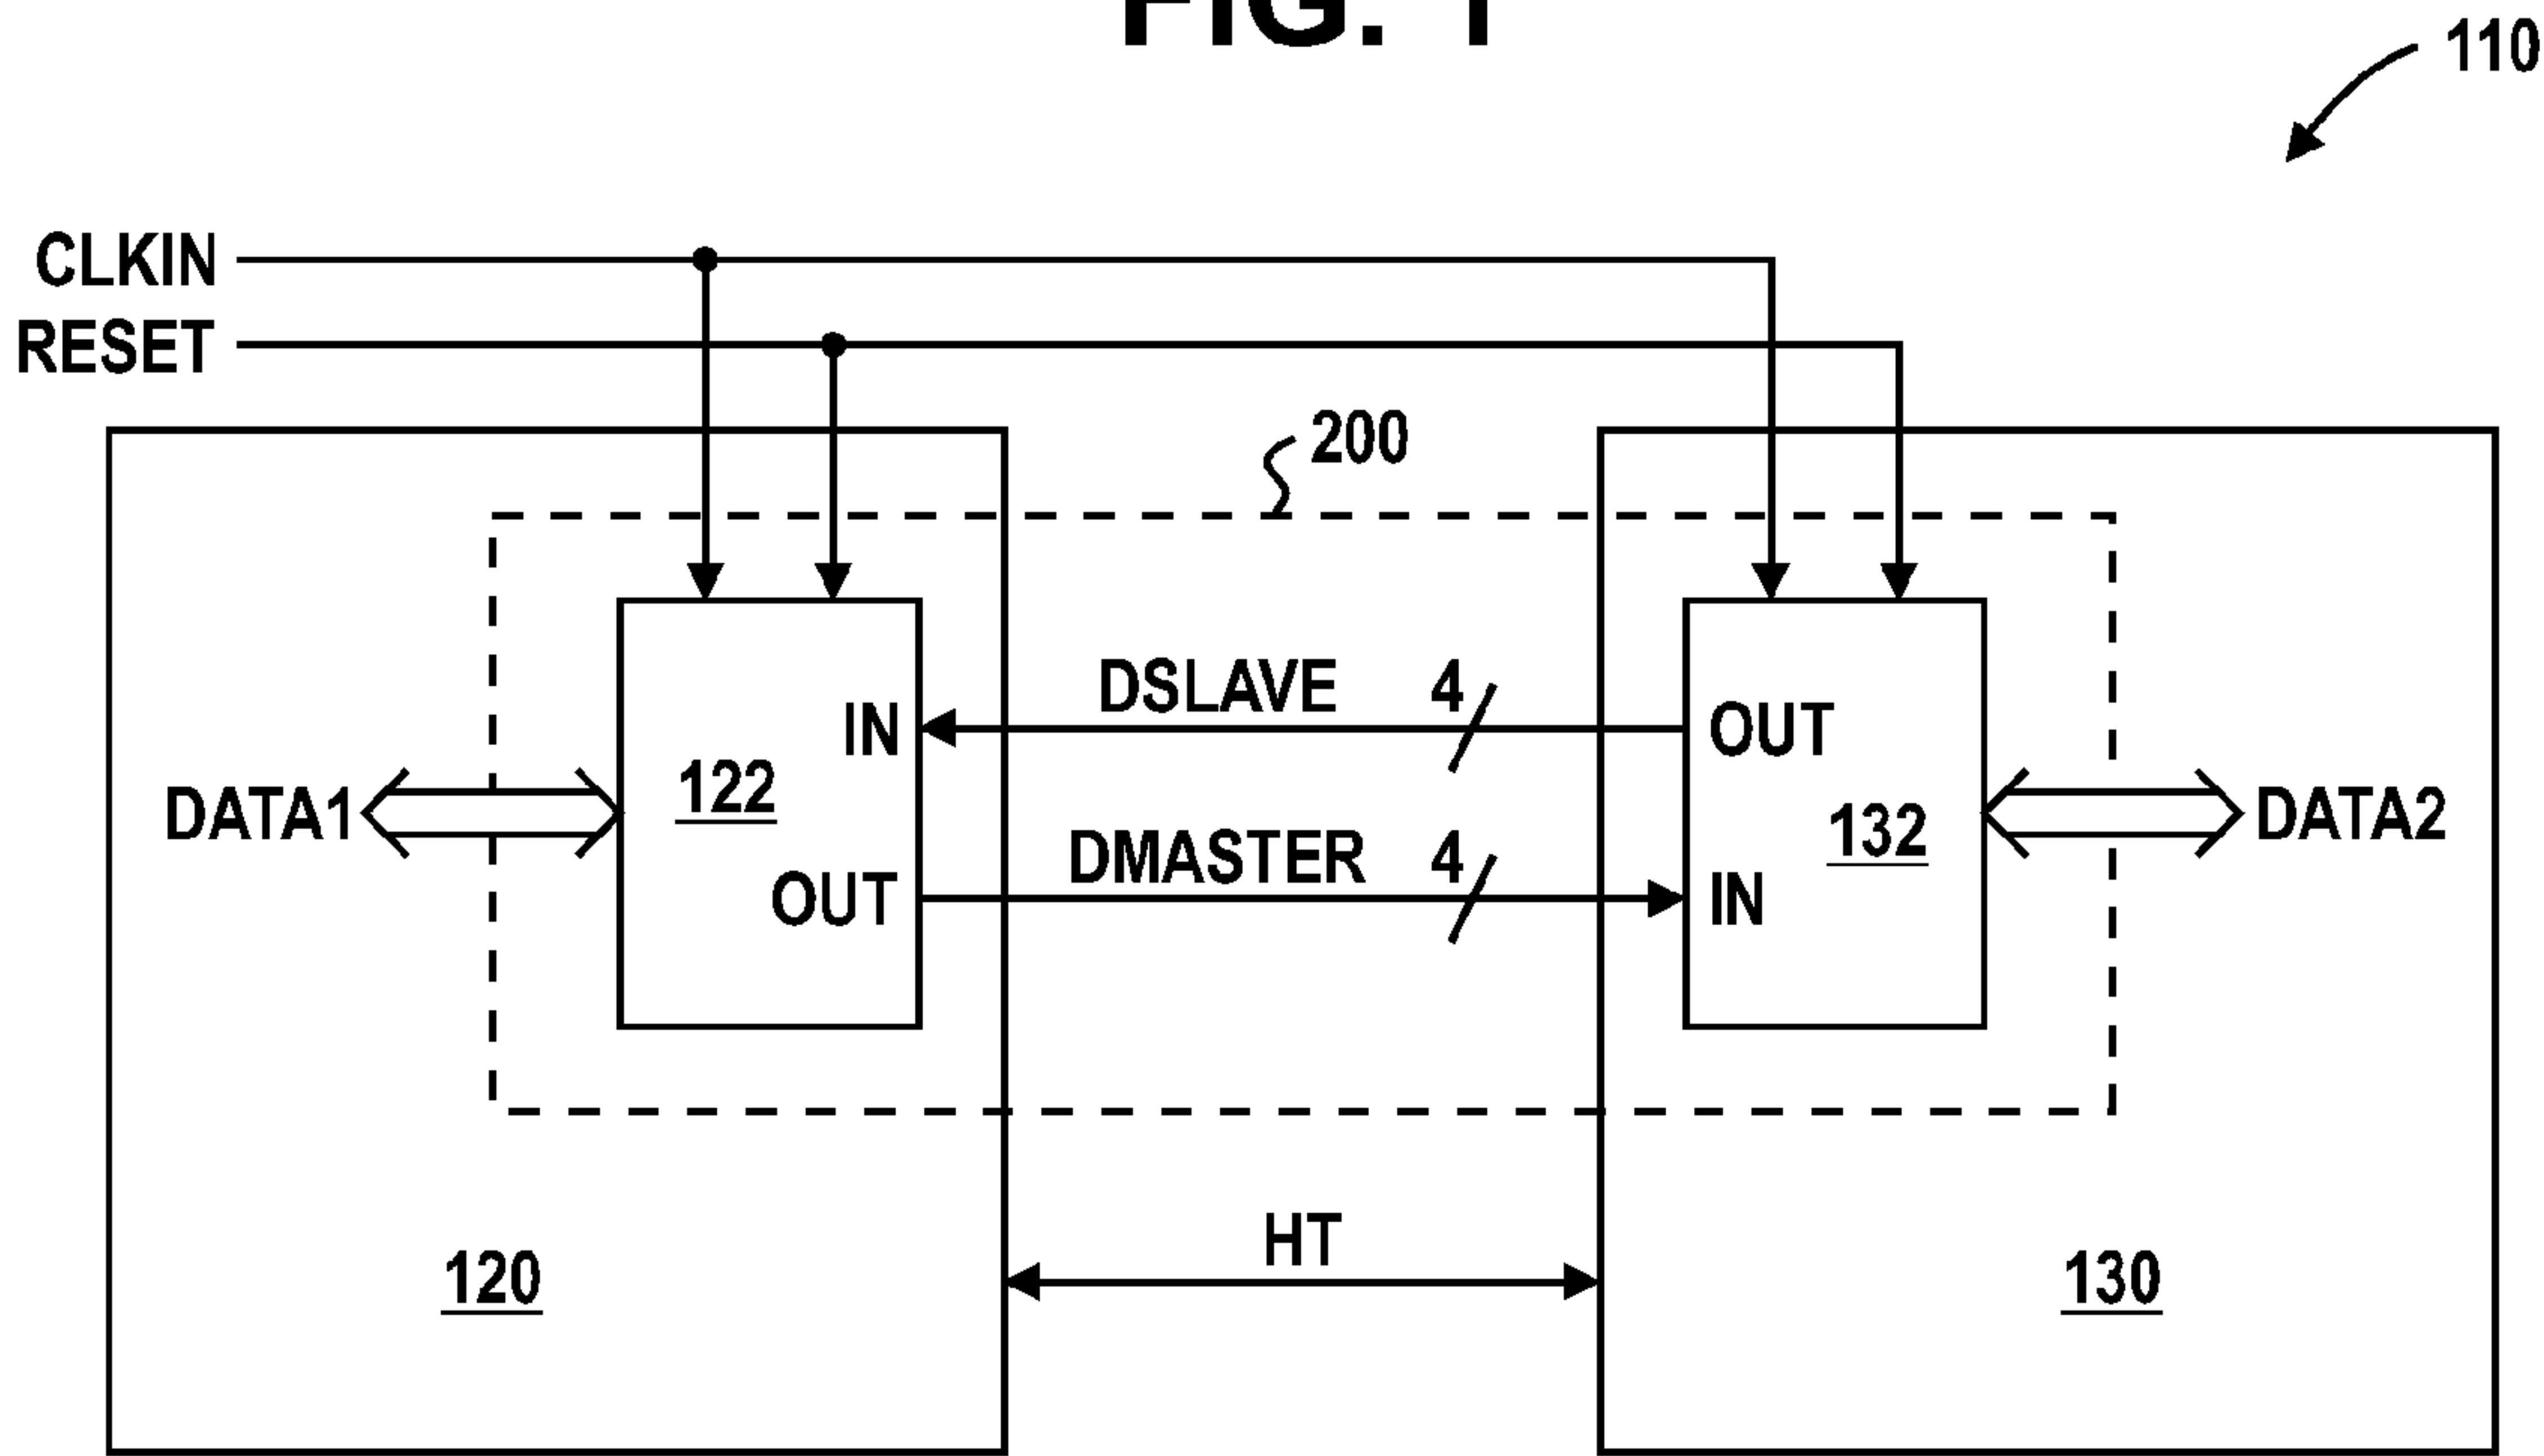 FIG. 1
110
CLKIN
RESET
200
DSLAVE 4
IN
OUT
122
132
DATA1
DATA2
DMASTER 4
OUT
IN
HT
120
130